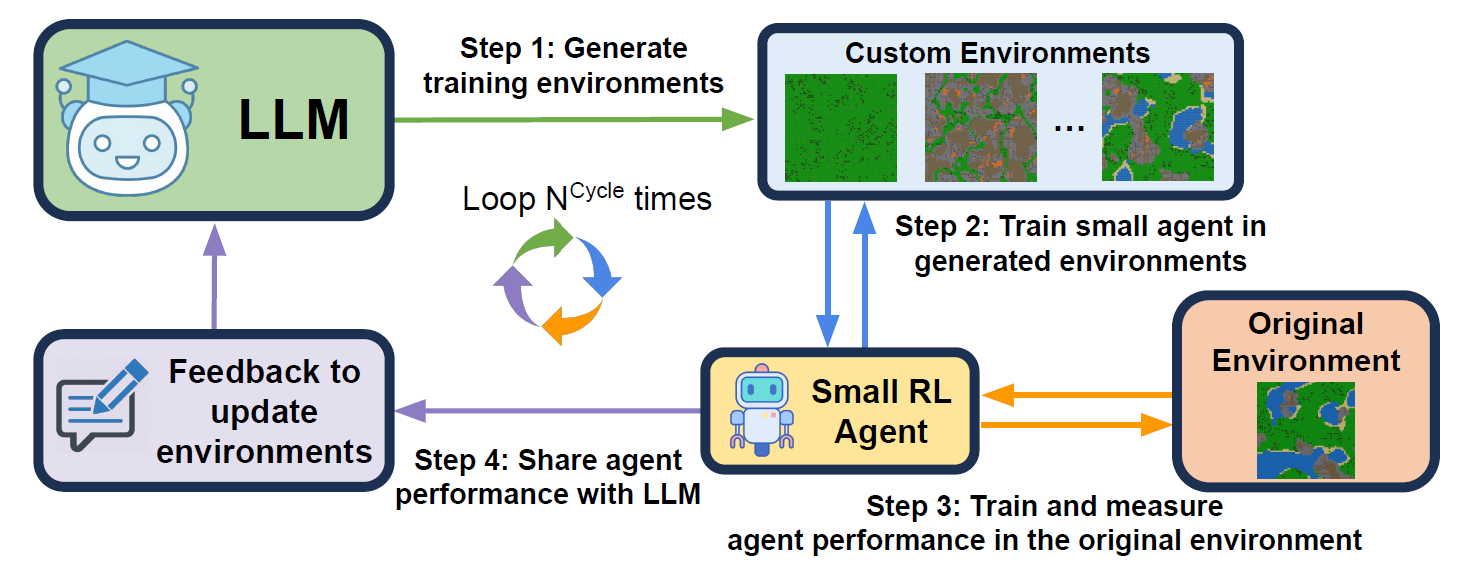 LLM
Step 1: Generate
training environments
Custom Environments
...
Loop N^Cycle times
Step 2: Train small agent in
generated environments
Original
Environment
Small RL
Agent
Feedback to
update
environments
Step 4: Share agent
performance with LLM
Step 3: Train and measure
agent performance in the original environment